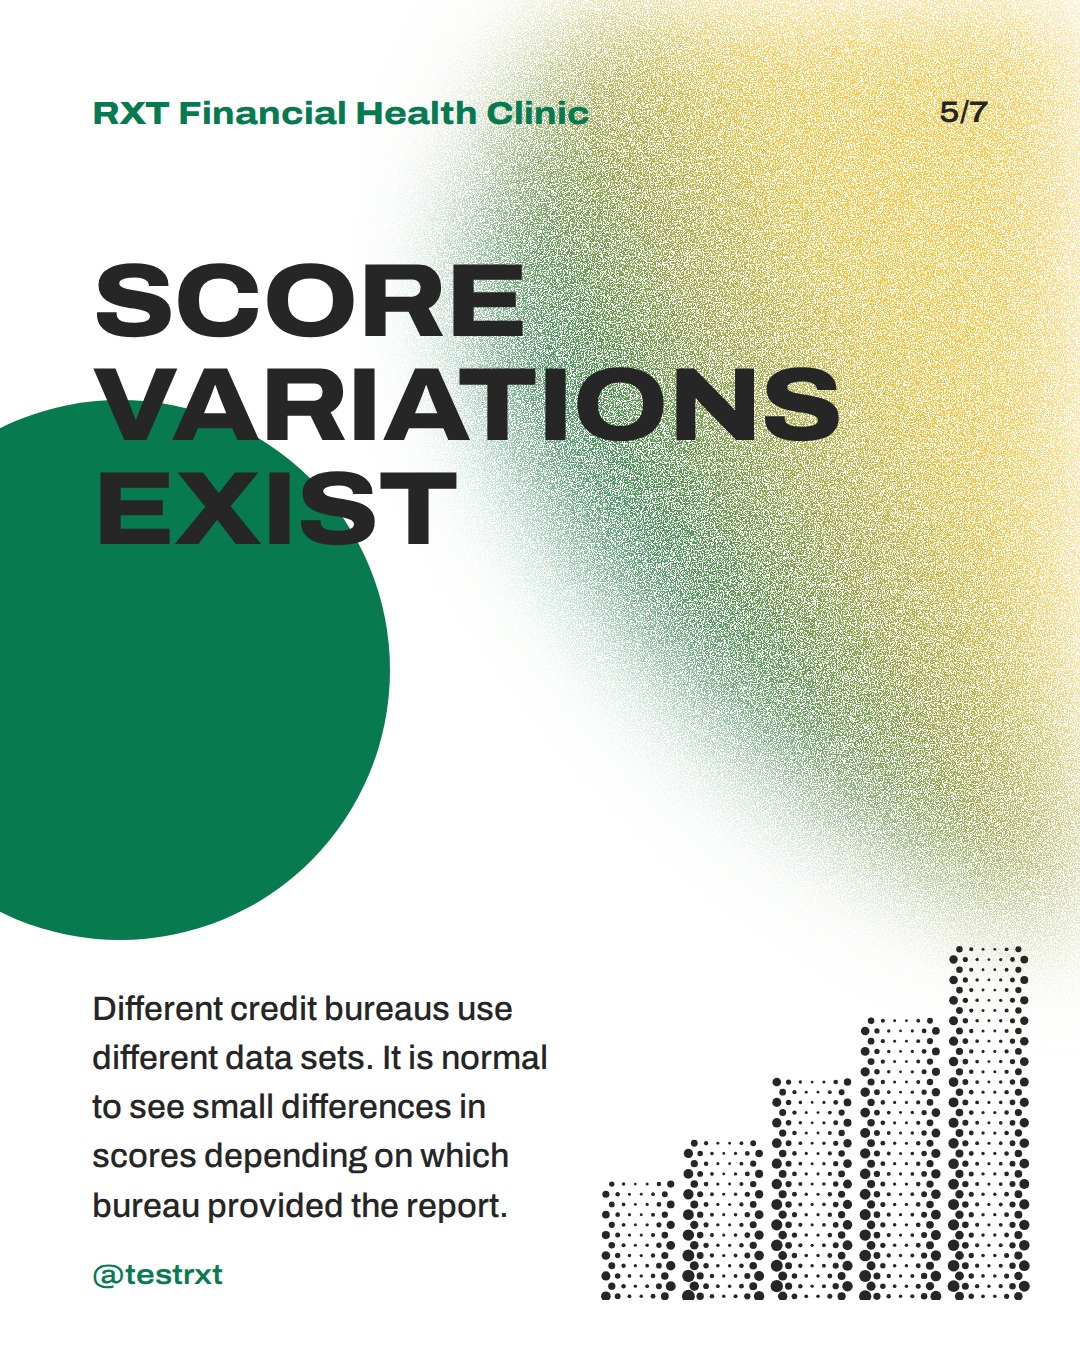 RXT Financial Health Clinic
5/7
SCORE
VARIATIONS
EXIST
Different credit bureaus use
different data sets. It is normal
to see small differences in
scores depending on which
bureau provided the report.
@testrxt